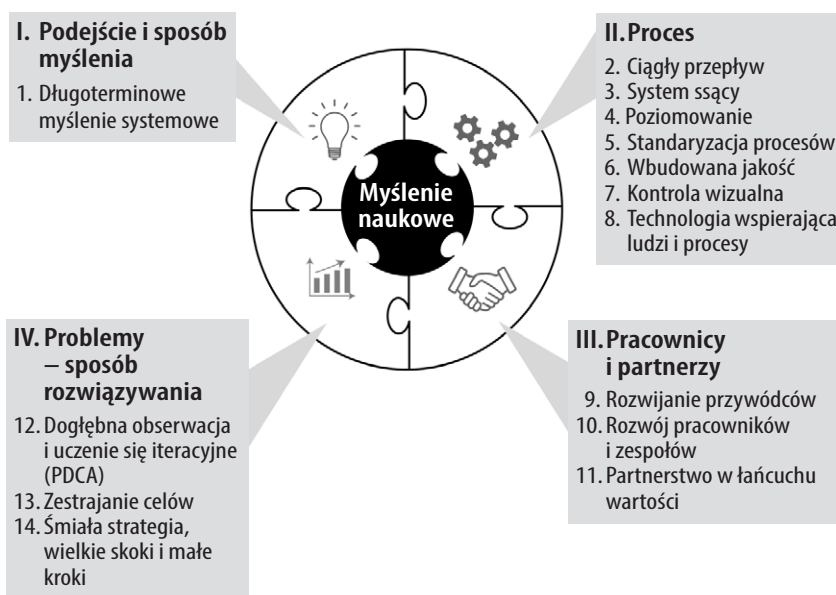 I. Podejście i sposób
myślenia
1. Długoterminowe
myślenie systemowe
II. Proces
2. Ciągły przepływ
3. System ssący
4. Poziomowanie
5. Standaryzacja procesów
6. Wbudowana jakość
7. Kontrola wizualna
8. Technologia wspierająca
ludzi i procesy
Myślenie
naukowe
IV. Problemy
– sposób
rozwiązywania
12. Dogłębna obserwacja
i uczenie się iteracyjne
(PDCA)
13. Zestrajanie celów
14. Śmiała strategia,
wielkie skoki i małe
kroki
III. Pracownicy
i partnerzy
9. Rozwijanie przywódców
10. Rozwój pracowników
i zespołów
11. Partnerstwo w łańcuchu
wartości